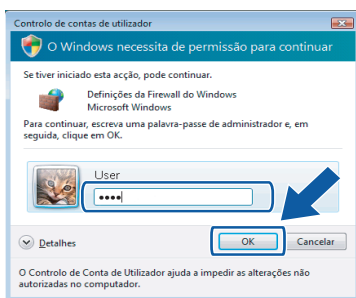 Controlo de contas de utilizador
O Windows necessita de permissão para continuar
Se tiver iniciado esta acção, pode continuar.
Definições da Firewall do Windows
Microsoft Windows
Para continuar, escreva uma palavra-passe de administrador e, em
seguida, clique em OK.
User
••••
Detalhes
OK
Cancelar
O Controlo de Conta de Utilizador ajuda a impedir as alterações não
autorizadas no computador.